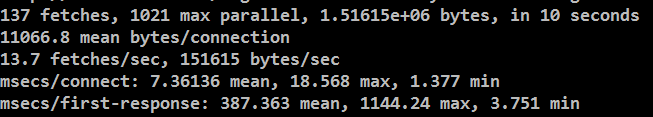 137 fetches, 1021 max parallel, 1.51615e+06 bytes, in 10 seconds
11066.8 mean bytes/connection
13.7 fetches/sec, 151615 bytes/sec
msecs/connect: 7.36136 mean, 18.568 max, 1.377 min
msecs/first-response: 387.363 mean, 1144.24 max, 3.751 min